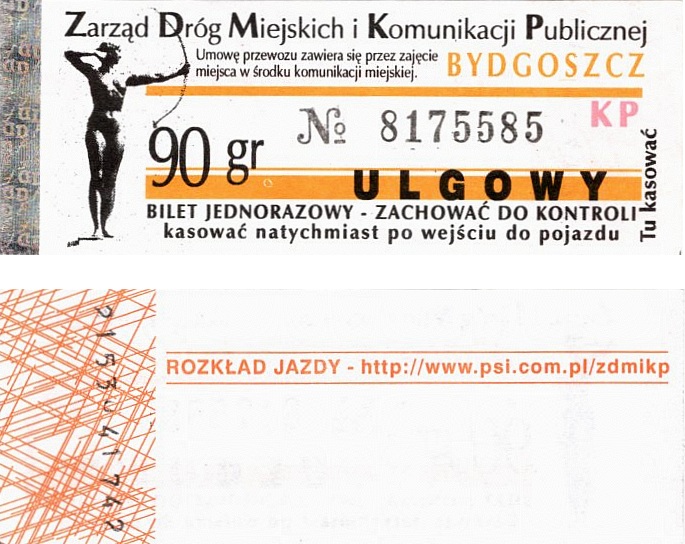 Zarząd Dróg Miejskich i Komunikacji Publicznej
Umowę przewozu zawiera się przez zajęcie
miejsca w środku komunikacji miejskiej.
BYDGOSZCZ
№ 8175585
KP
90 gr
ULGOWY
BILET JEDNORAZOWY - ZACHOWAĆ DO KONTROLI
kasować natychmiast po wejściu do pojazdu
Tu kasować
ROZKŁAD JAZDY - http://www.psi.com.pl/zdmikp